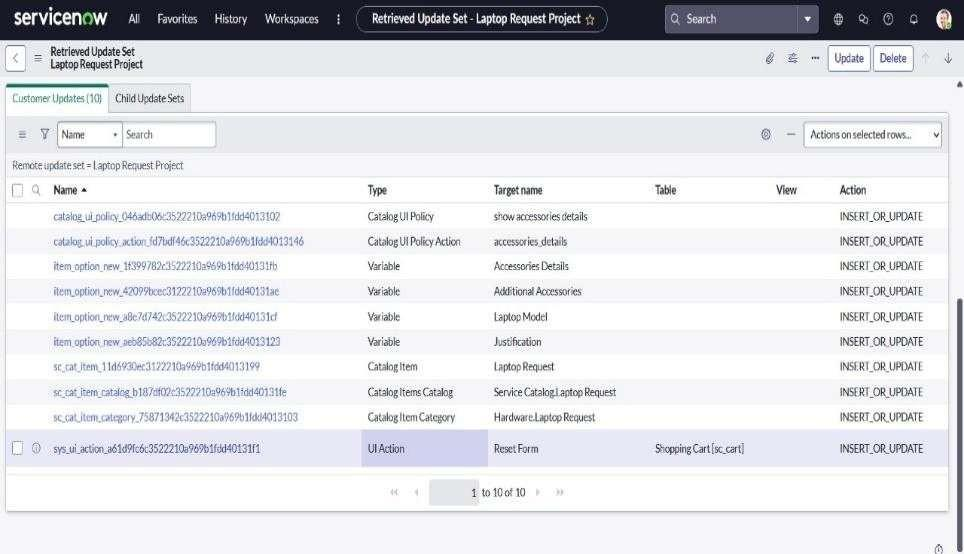 servicenow All Favorites History Workspaces Retrieved Update Set - Laptop Request Project Search
Retrieved Update Set
Laptop Request Project
Update Delete
Customer Updates (10) Child Update Sets
Name Search Actions on selected rows...
Remote update set = Laptop Request Project
Name Type Target name Table View Action
catalog_ui_policy_046adb06c3522210a969b1fdd4013102 Catalog UI Policy show accessories details INSERT_OR_UPDATE
catalog_ui_policy_action_fd7bdf46c3522210a969b1fdd4013146 Catalog UI Policy Action accessories_details INSERT_OR_UPDATE
item_option_new_1f399782c3522210a969b1fdd40131fb Variable Accessories Details INSERT_OR_UPDATE
item_option_new_42099bcec3122210a969b1fdd40131ae Variable Additional Accessories INSERT_OR_UPDATE
item_option_new_a8e7d742c3522210a969b1fdd40131cf Variable Laptop Model INSERT_OR_UPDATE
item_option_new_aeb85b82c3522210a969b1fdd4013123 Variable Justification INSERT_OR_UPDATE
sc_cat_item_11d6930ec3122210a969b1fdd4013199 Catalog Item Laptop Request INSERT_OR_UPDATE
sc_cat_item_catalog_b187df02c3522210a969b1fdd40131fe Catalog Items Catalog Service Catalog.Laptop Request INSERT_OR_UPDATE
sc_cat_item_category_75871342c3522210a969b1fdd4013103 Catalog Item Category Hardware.Laptop Request INSERT_OR_UPDATE
sys_ui_action_a61d9fc6c3522210a969b1fdd40131f1 UI Action Reset Form Shopping Cart [sc_cart] INSERT_OR_UPDATE
1 to 10 of 10